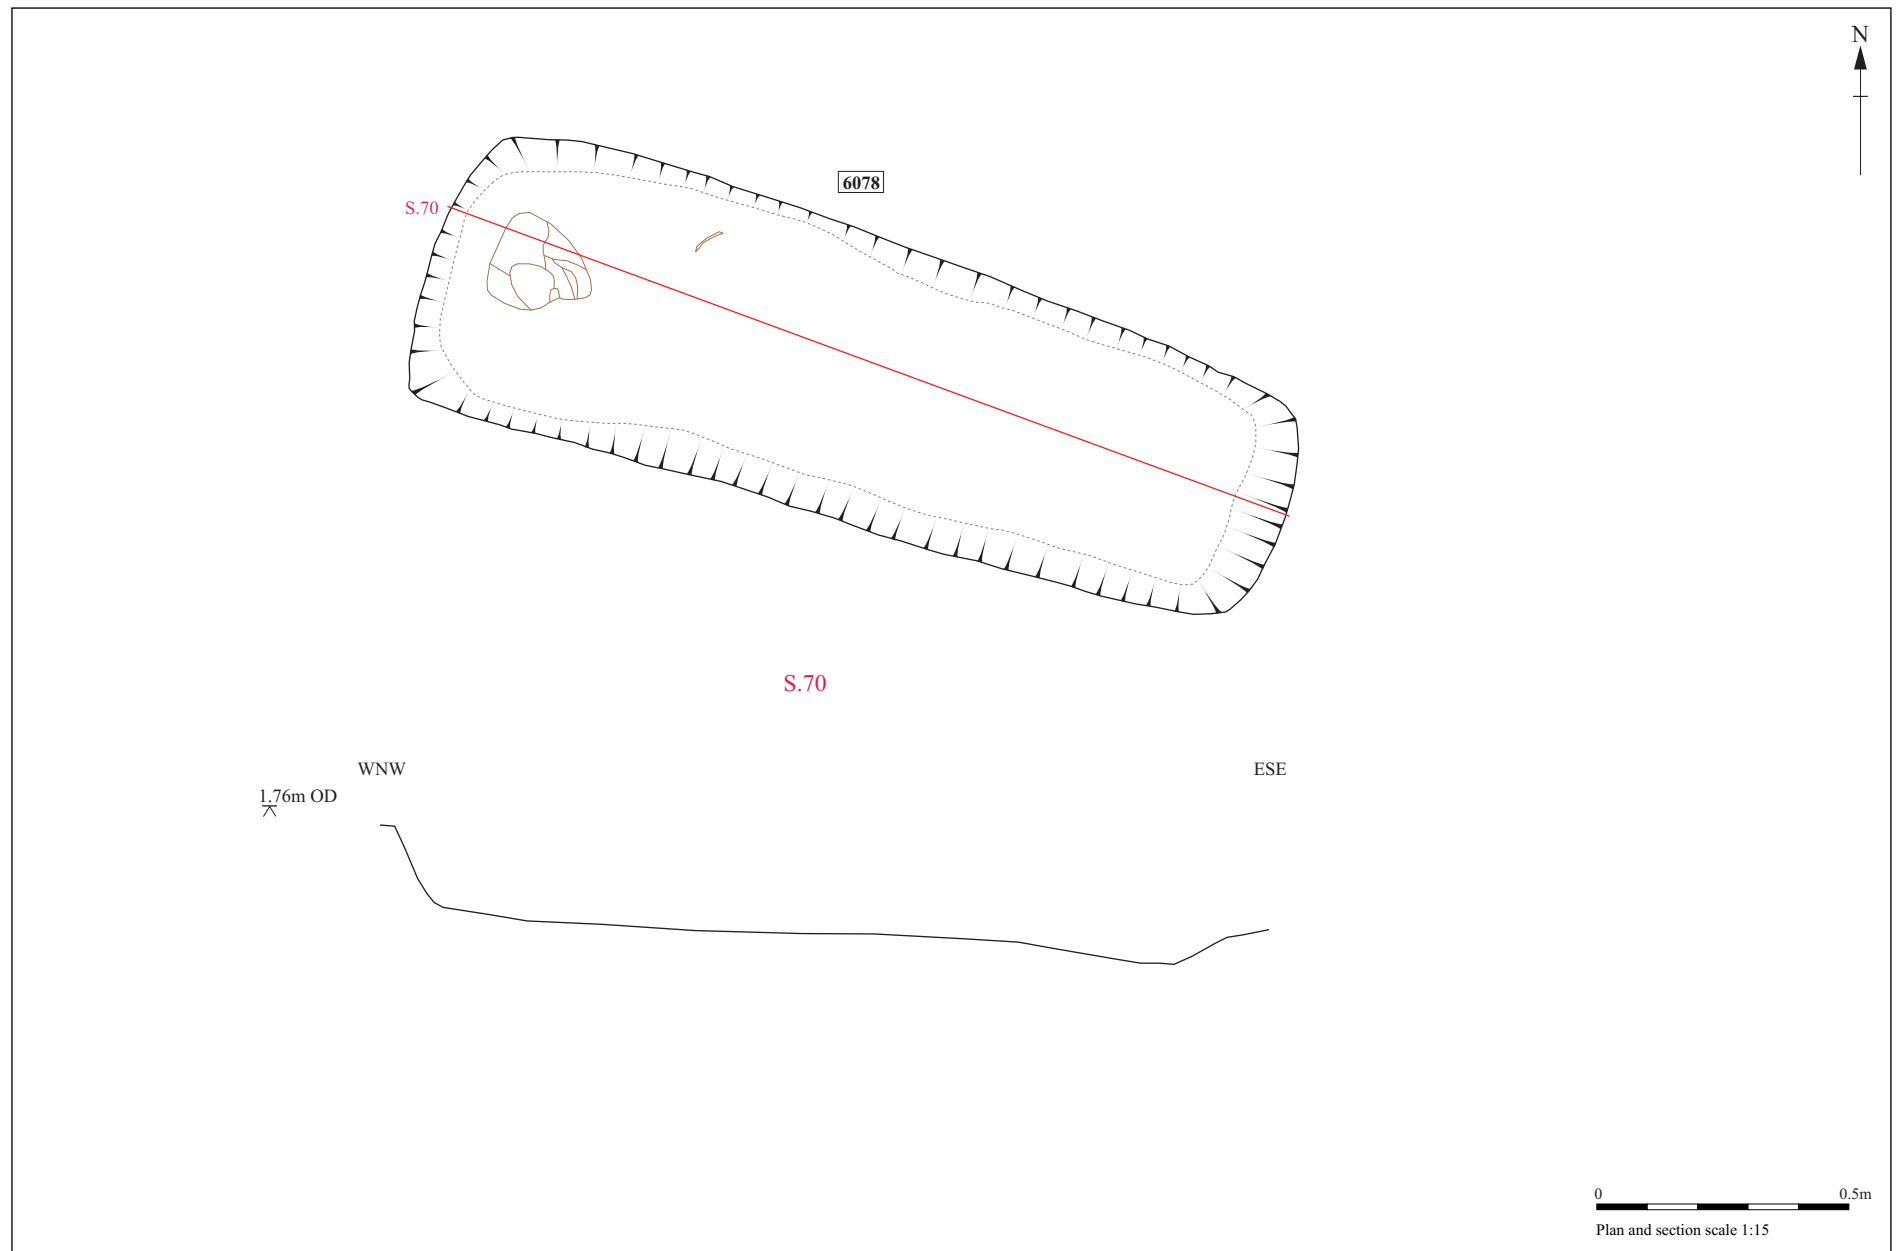 N
6078
S.70
S.70
WNW
ESE
1.76m OD
0
0.5m
Plan and section scale 1:15